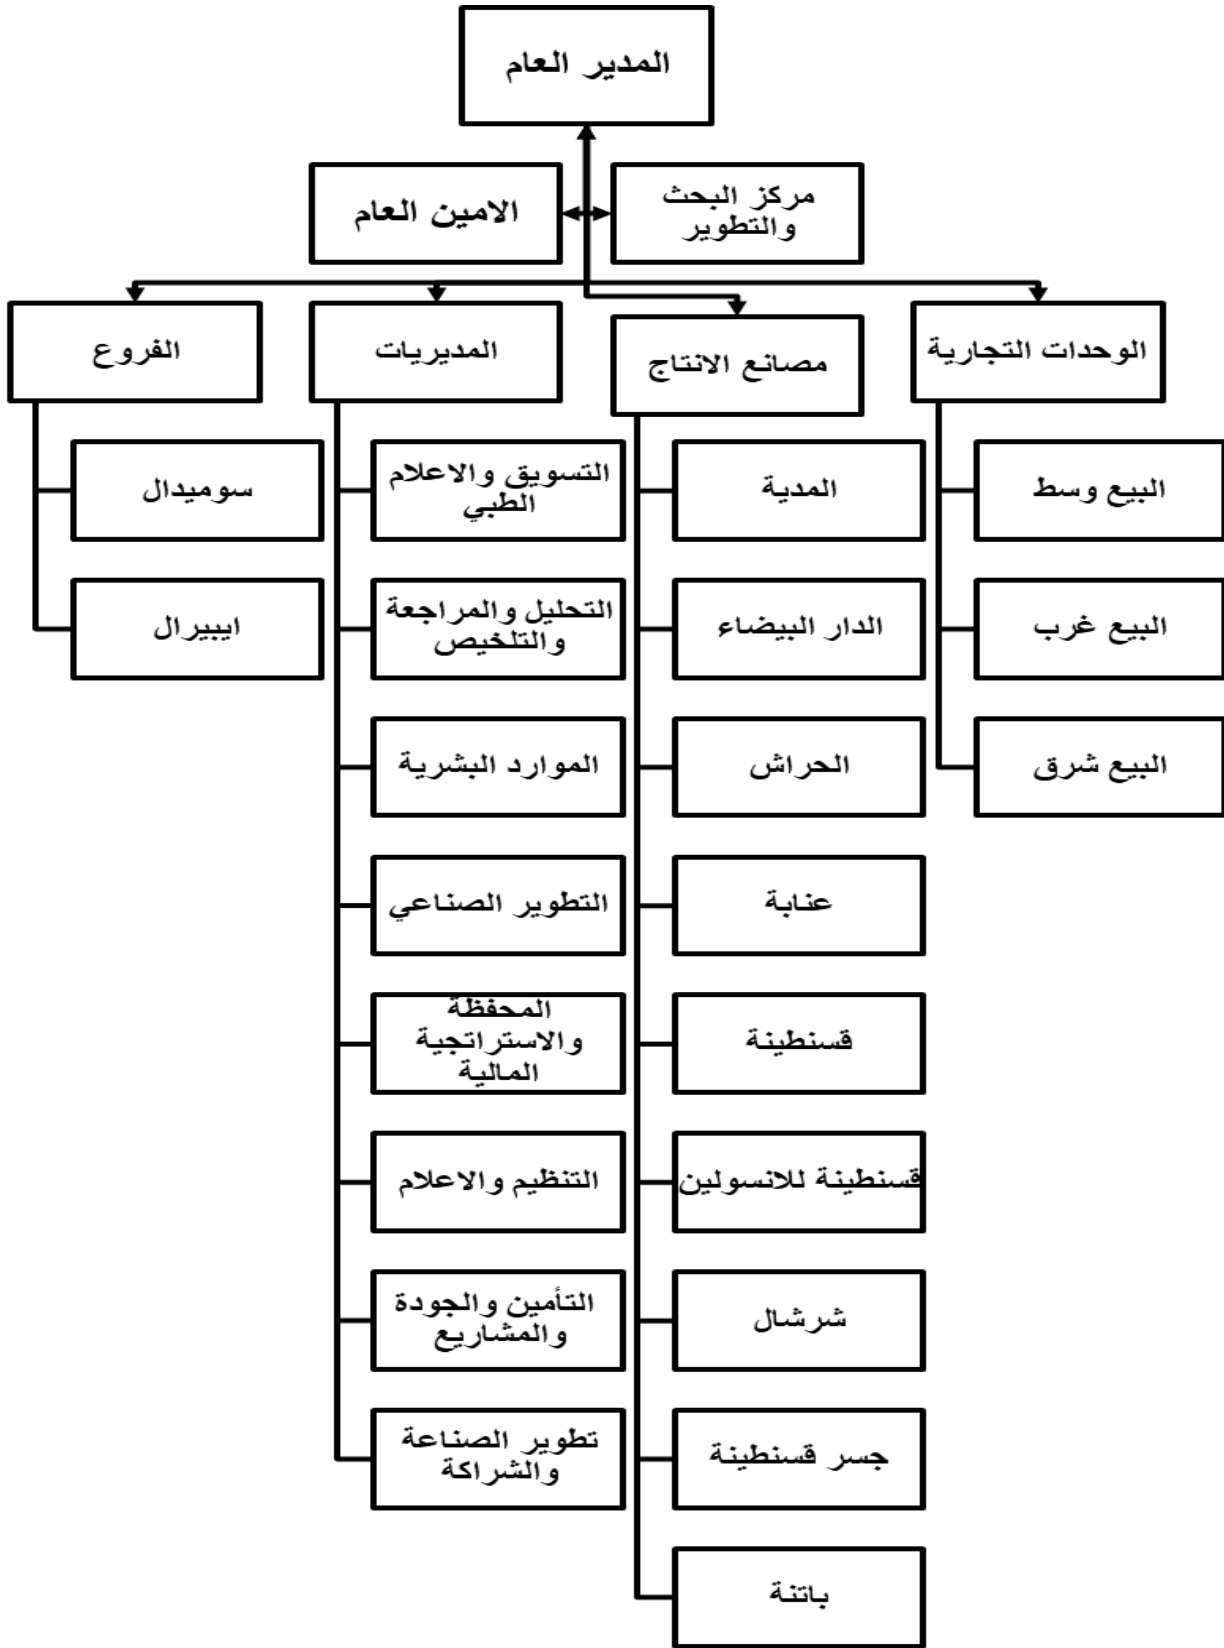 المدير العام
مركز البحث
والتطوير
الامين العام
الوحدات التجارية
البيع وسط
البيع غرب
البيع شرق
مصانع الانتاج
المدية
الدار البيضاء
الحراش
عنابة
قسنطينة
قسنطينة للانسولين
شرشال
جسر قسنطينة
باتنة
المديريات
التسويق والاعلام
الطبي
التحليل والمراجعة
والتلخيص
الموارد البشرية
التطوير الصناعي
المحفظة
والاستراتجية
المالية
التنظيم والاعلام
التأمين والجودة
والمشاريع
تطوير الصناعة
والشراكة
الفروع
سوميدال
ايبيرال